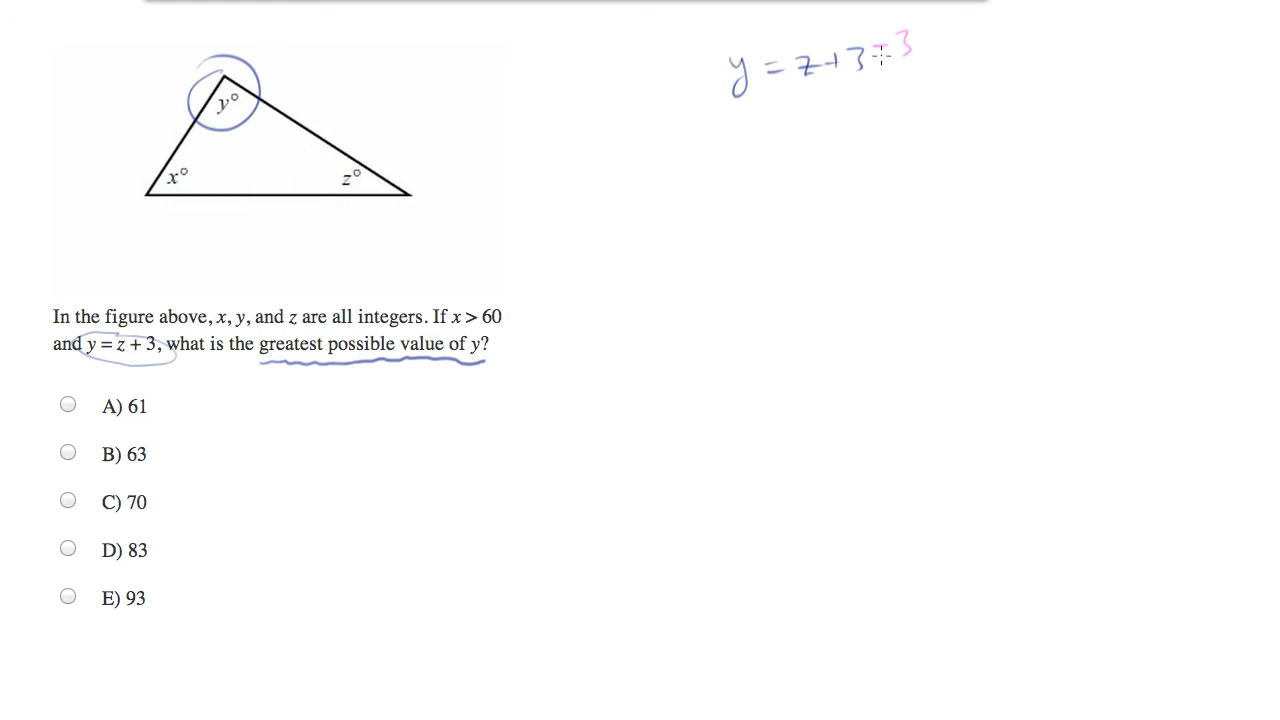 y = z + 3 - 3
y°
x°
z°
In the figure above, x, y, and z are all integers. If x > 60
and y = z + 3, what is the greatest possible value of y?
A) 61
B) 63
C) 70
D) 83
E) 93